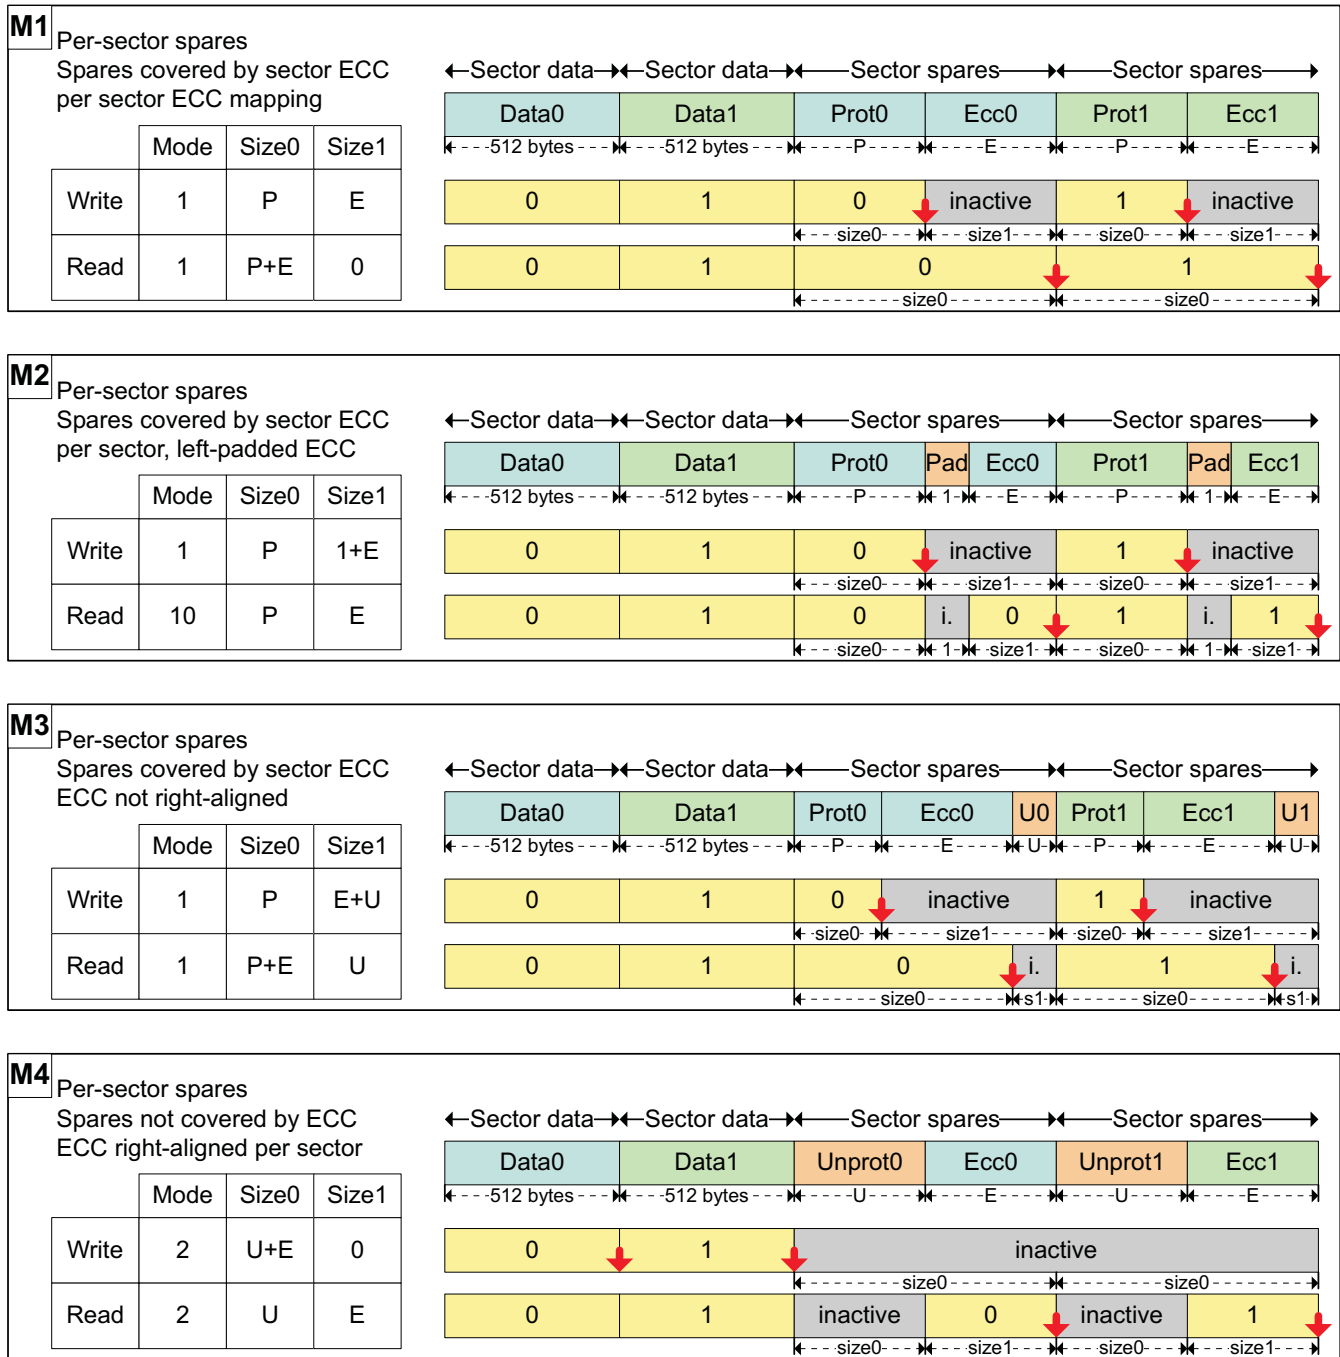 M1
Per-sector spares
Spares covered by sector ECC
per sector ECC mapping
Mode Size0 Size1
Write 1 P E
Read 1 P+E 0
Sector data Sector data Sector spares Sector spares
Data0 Data1 Prot0 Ecc0 Prot1 Ecc1
512 bytes 512 bytes P E P E
0 1 0 inactive 1 inactive
size0 size1 size0 size1
0 1 0 1
size0 size0
M2
Per-sector spares
Spares covered by sector ECC
per sector, left-padded ECC
Mode Size0 Size1
Write 1 P 1+E
Read 10 P E
Sector data Sector data Sector spares Sector spares
Data0 Data1 Prot0 Pad Ecc0 Prot1 Pad Ecc1
512 bytes 512 bytes P 1 E P 1 E
0 1 0 inactive 1 inactive
size0 size1 size0 size1
0 1 0 i. 0 1 i. 1
size0 1 size1 size0 1 size1
M3
Per-sector spares
Spares covered by sector ECC
ECC not right-aligned
Mode Size0 Size1
Write 1 P E+U
Read 1 P+E U
Sector data Sector data Sector spares Sector spares
Data0 Data1 Prot0 Ecc0 U0 Prot1 Ecc1 U1
512 bytes 512 bytes P E U P E U
0 1 0 inactive 1 inactive
size0 size1 size0 size1
0 1 0 i. 1 i.
size0 s1 size0 s1
M4
Per-sector spares
Spares not covered by ECC
ECC right-aligned per sector
Mode Size0 Size1
Write 2 U+E 0
Read 2 U E
Sector data Sector data Sector spares Sector spares
Data0 Data1 Unprot0 Ecc0 Unprot1 Ecc1
512 bytes 512 bytes U E U E
0 1 inactive
size0 size0
0 1 inactive 0 inactive 1
size0 size1 size0 size1